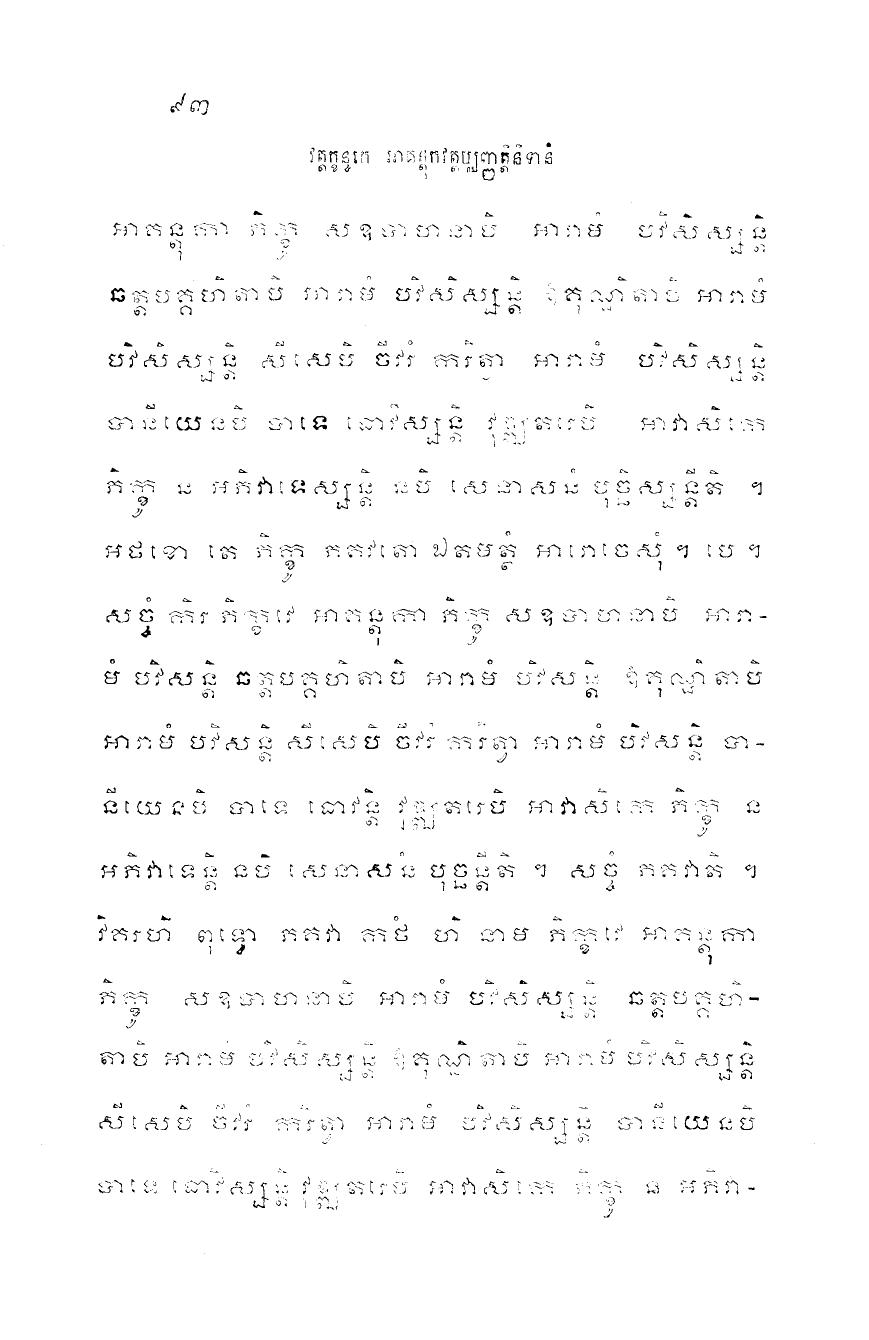 ៩៣
វត្តក្ខន្ធកេ អាគន្តុកវត្តប្បញ្ញត្តិនិទានំ
អាគន្តុកា ភិក្ខូ សឧបាហនាបិ អារាមំ បវិសិស្សន្តិ
ឆត្តបគ្គហិតាបិ អារាមំ បវិសិស្សន្តិ ឱគុណ្ឋិតាបិ អារាមំ
បវិសិស្សន្តិ សីសេបិ ចីវរំ ករិត្វា អារាមំ បវិសិស្សន្តិ
បានីយេនបិ បាទេ ធោវិស្សន្តិ វុឌ្ឍតរេបិ អាវាសិកេ
ភិក្ខូ ន អភិវាទេស្សន្តិ នបិ សេនាសនំ បុច្ឆិស្សន្តីតិ ។
អថខោ តេ ភិក្ខូ ភគវតោ ឯតមត្ថំ អារោចេសុំ ។ បេ ។
សច្ចំ កិរ ភិក្ខវេ អាគន្តុកា ភិក្ខូ សឧបាហនាបិ អារា-
មំ បវិសន្តិ ឆត្តបគ្គហិតាបិ អារាមំ បវិសន្តិ ឱគុណ្ឋិតាបិ
អារាមំ បវិសន្តិ សីសេបិ ចីវរំ ករិត្វា អារាមំ បវិសន្តិ បា-
នីយេនបិ បាទេ ធោវន្តិ វុឌ្ឍតរេបិ អាវាសិកេ ភិក្ខូ ន
អភិវាទេន្តិ នបិ សេនាសនំ បុច្ឆន្តីតិ ។ សច្ចំ ភគវាតិ ។
វិគរហិ ពុទ្ធោ ភគវា កថំ ហិ នាម ភិក្ខវេ អាគន្តុកា
ភិក្ខូ សឧបាហនាបិ អារាមំ បវិសិស្សន្តិ ឆត្តបគ្គហិ-
តាបិ អារាមំ បវិសិស្សន្តិ ឱគុណ្ឋិតាបិ អារាមំ បវិសិស្សន្តិ
សីសេបិ ចីវរំ ករិត្វា អារាមំ បវិសិស្សន្តិ បានីយេនបិ
បាទេ ធោវិស្សន្តិ វុឌ្ឍតរេបិ អាវាសិកេ ភិក្ខូ ន អភិវា-